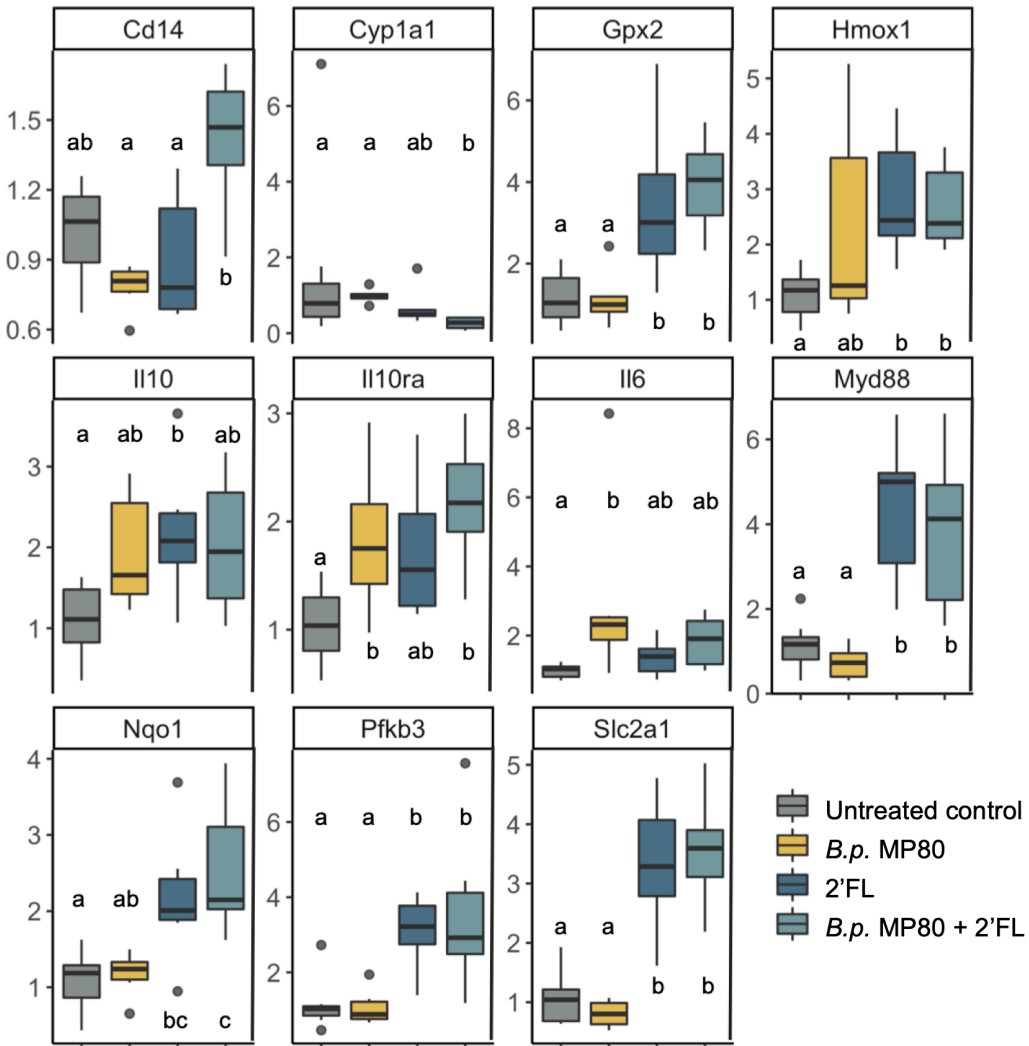 Cd14 Cyp1a1 Gpx2 Hmox1
1.5
1.2
0.9
0.6
ab a a b
6
4
2
0
a a ab b
6
4
2
a a b b
5
4
3
2
1
a ab b b
Il10 Il10ra Il6 Myd88
3
2
1
a ab b ab
3
2
1
a b ab b
8
6
4
2
a b ab ab
6
4
2
0
a a b b
Nqo1 Pfkb3 Slc2a1
4
3
2
1
a ab bc c
6
4
2
a a b b
5
4
3
2
1
a a b b
Untreated control
B.p. MP80
2’FL
B.p. MP80 + 2’FL